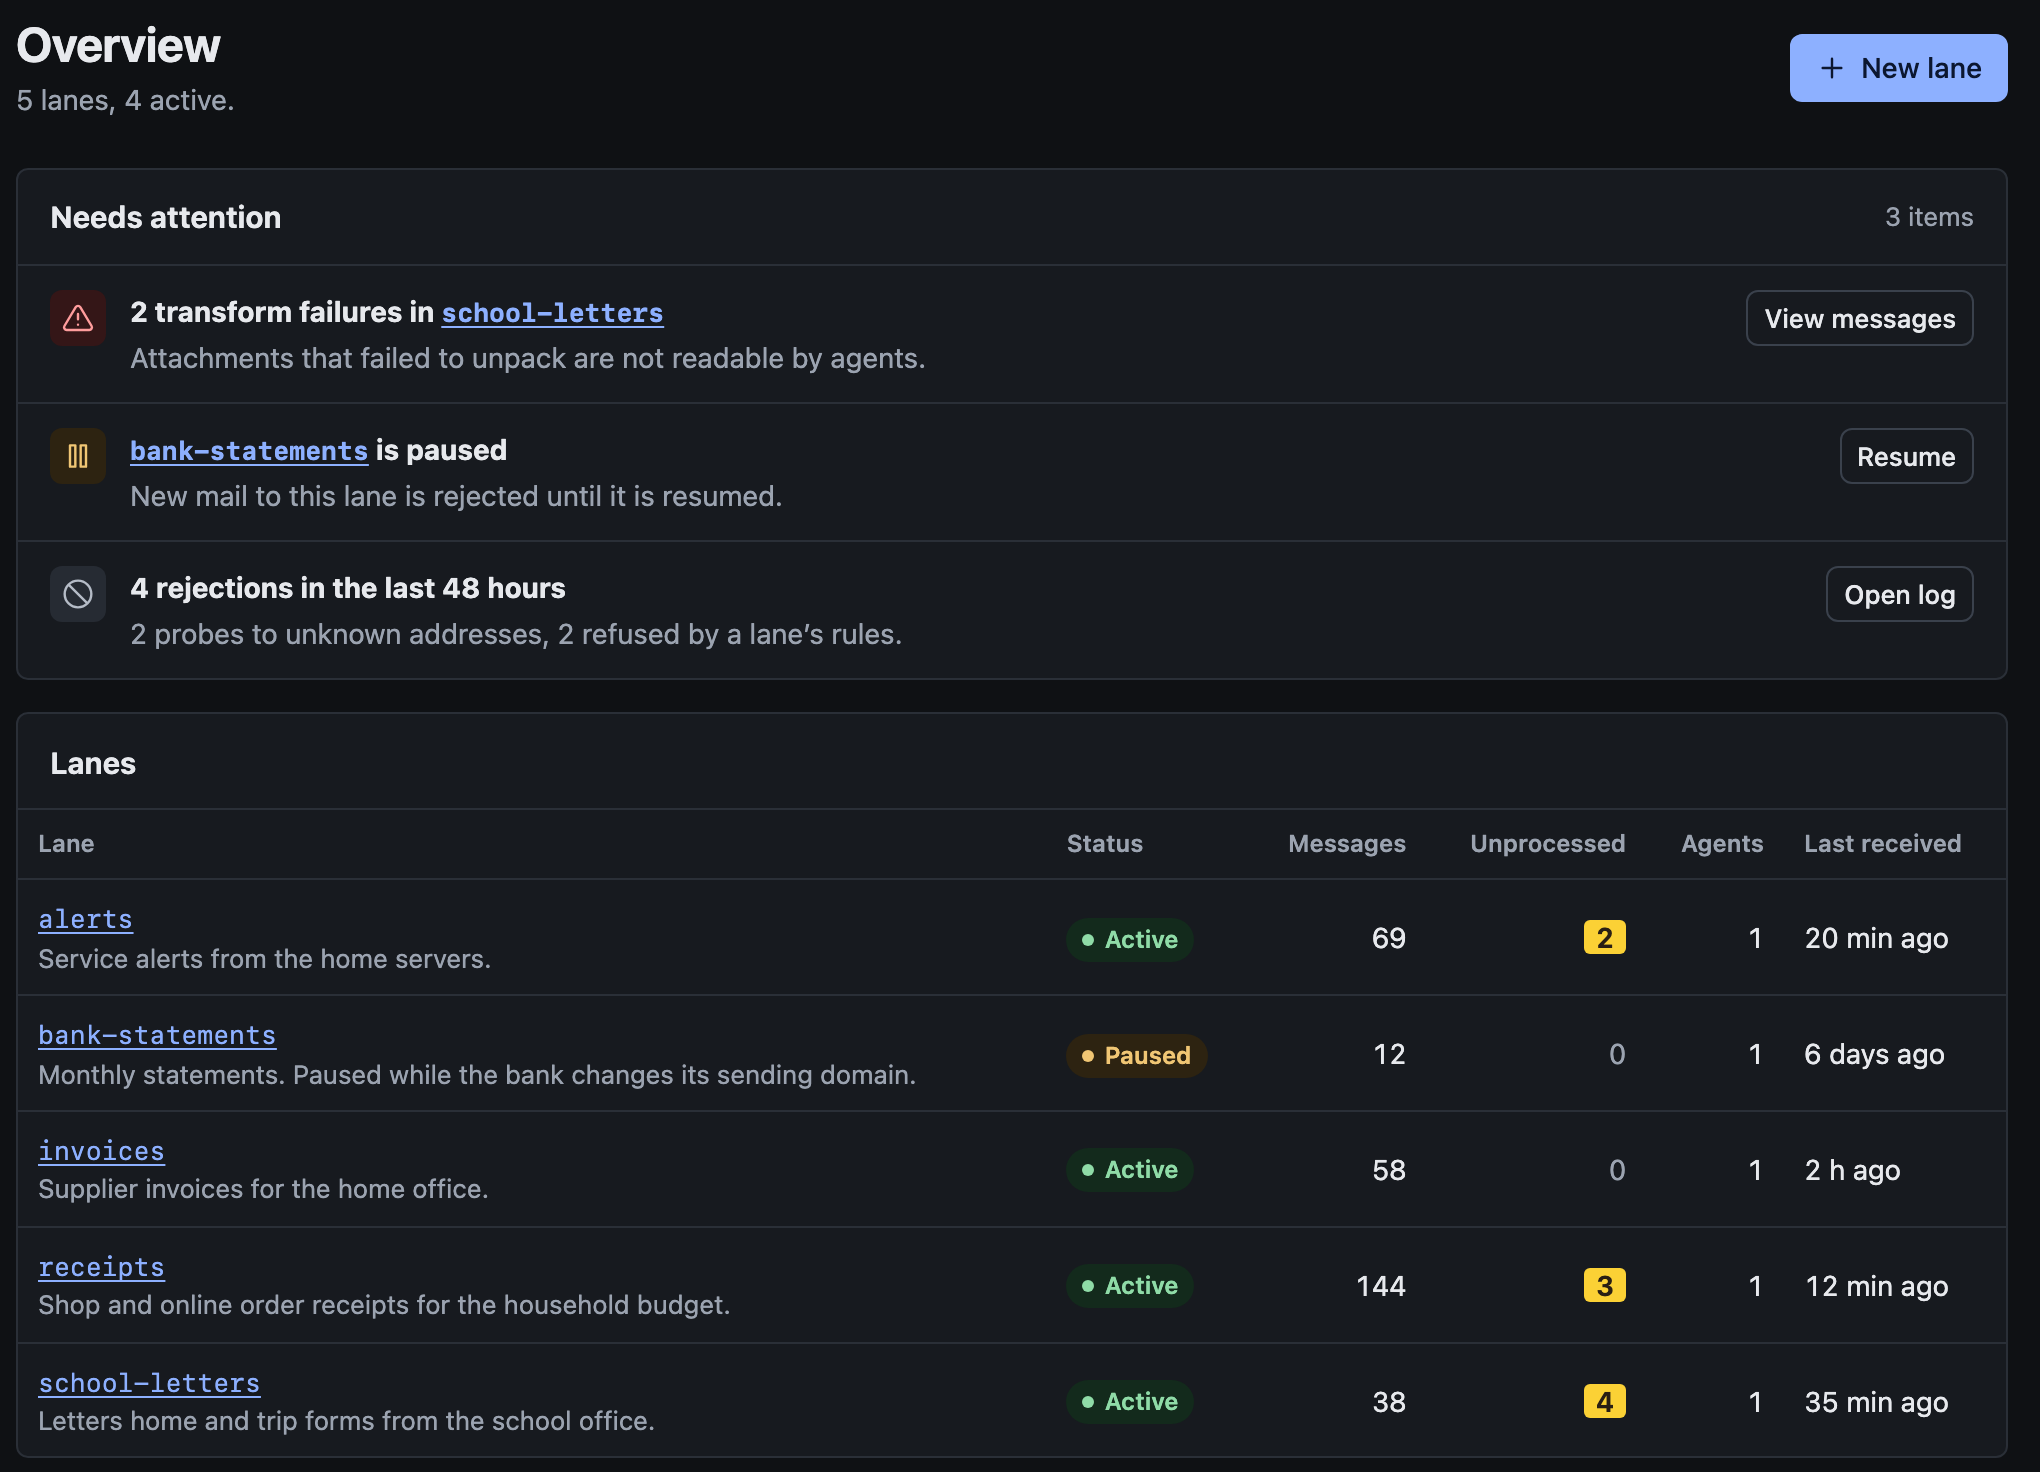 Overview
5 lanes, 4 active.
+ New lane
Needs attention
3 items
2 transform failures in school-letters
Attachments that failed to unpack are not readable by agents.
View messages
bank-statements is paused
New mail to this lane is rejected until it is resumed.
Resume
4 rejections in the last 48 hours
2 probes to unknown addresses, 2 refused by a lane’s rules.
Open log
Lanes
Lane Status Messages Unprocessed Agents Last received
alerts
Service alerts from the home servers.
Active 69 2 1 20 min ago
bank-statements
Monthly statements. Paused while the bank changes its sending domain.
Paused 12 0 1 6 days ago
invoices
Supplier invoices for the home office.
Active 58 0 1 2 h ago
receipts
Shop and online order receipts for the household budget.
Active 144 3 1 12 min ago
school-letters
Letters home and trip forms from the school office.
Active 38 4 1 35 min ago